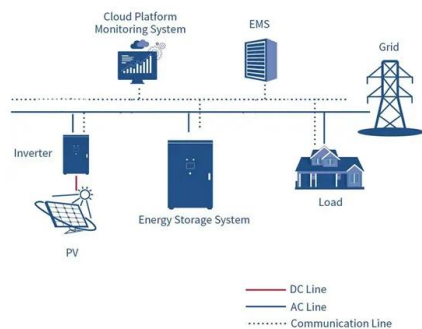 Cloud Platform
Monitoring System
EMS
Grid
Inverter
Energy Storage System
Load
PV
DC Line
AC Line
Communication Line